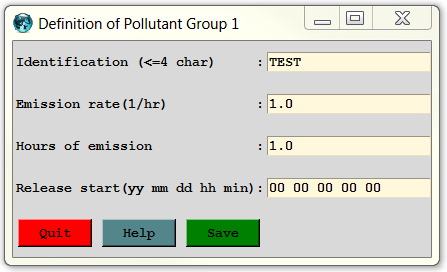 Definition of Pollutant Group 1
Identification (<=4 char) : TEST
Emission rate(1/hr) : 1.0
Hours of emission : 1.0
Release start(yy mm dd hh min): 00 00 00 00 00
Quit Help Save